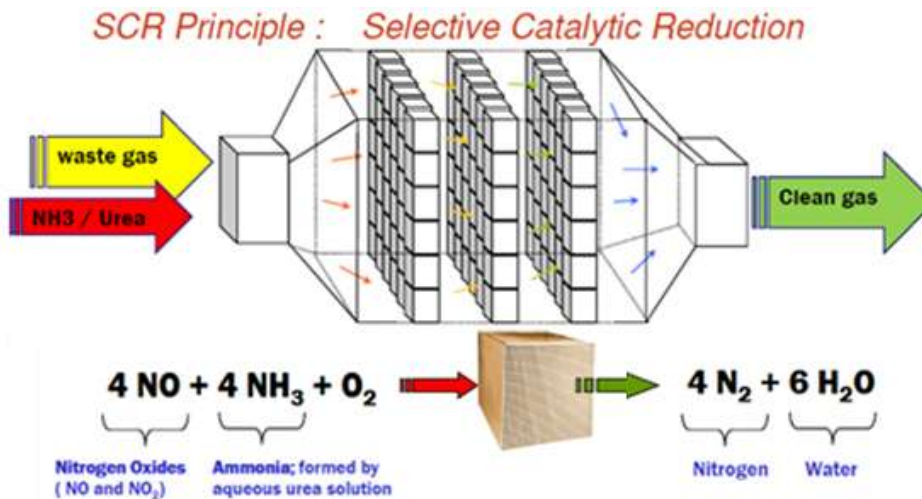 SCR Principle : Selective Catalytic Reduction
waste gas
NH3 / Urea
Clean gas
4 NO + 4 NH₃ + O₂
4 N₂ + 6 H₂O
Nitrogen Oxides
( NO and NO₂)
Ammonia; formed by
aqueous urea solution
Nitrogen
Water